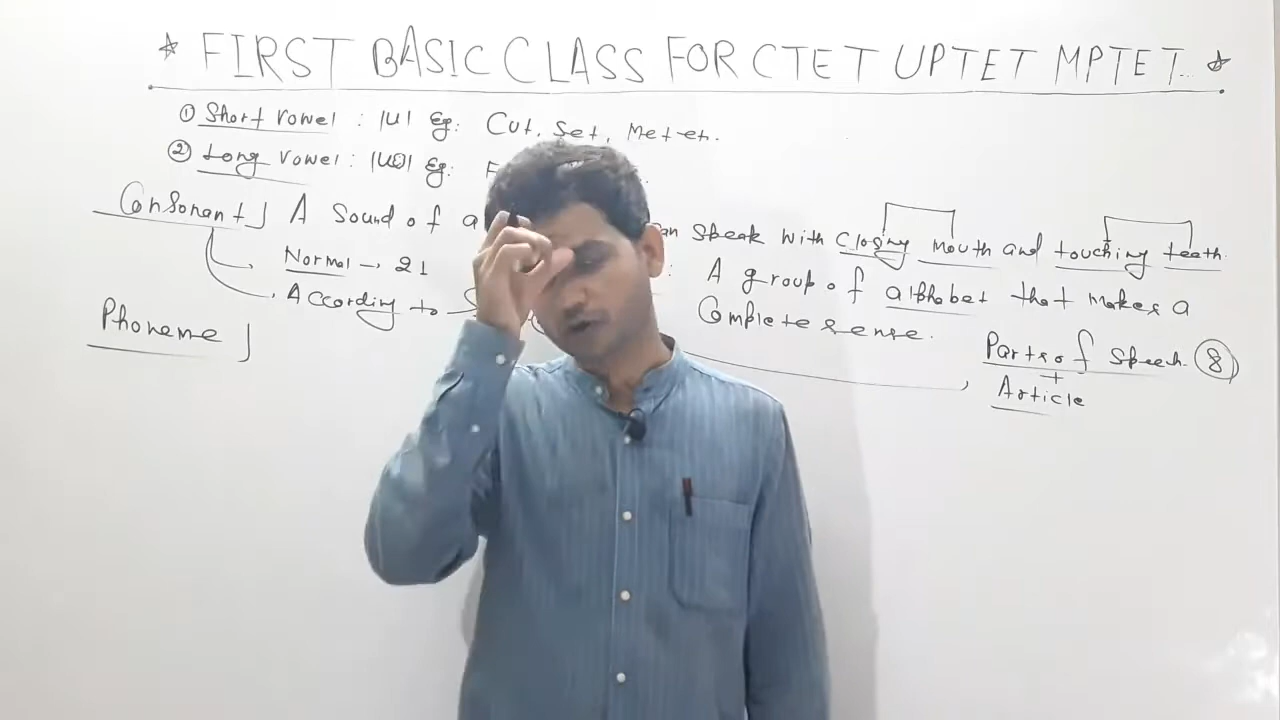 ☆ FIRST BASIC CLASS FOR CTET UPTET MPTET... ☆
① Short vowel : |U| Eg: Cut, Set, Met etc.
② Long vowel : |UO| Eg:
Consonant] A Sound of a
an speak with closing mouth and touching teeth.
Normal → 21
A group of alphabet that makes a
According to
Complete sense.
Phoneme]
Parts of speech. ⑧
+
Article